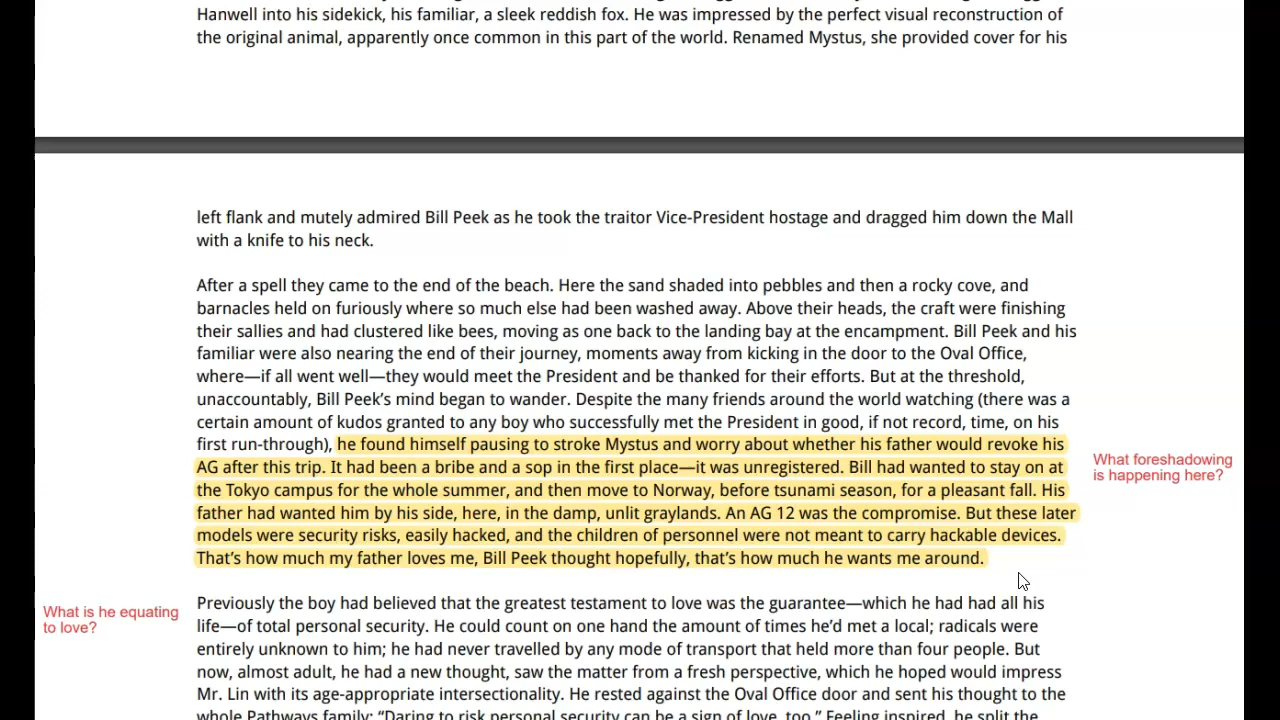 Hanwell into his sidekick, his familiar, a sleek reddish fox. He was impressed by the perfect visual reconstruction of
the original animal, apparently once common in this part of the world. Renamed Mystus, she provided cover for his
left flank and mutely admired Bill Peek as he took the traitor Vice-President hostage and dragged him down the Mall
with a knife to his neck.
After a spell they came to the end of the beach. Here the sand shaded into pebbles and then a rocky cove, and
barnacles held on furiously where so much else had been washed away. Above their heads, the craft were finishing
their sallies and had clustered like bees, moving as one back to the landing bay at the encampment. Bill Peek and his
familiar were also nearing the end of their journey, moments away from kicking in the door to the Oval Office,
where—if all went well—they would meet the President and be thanked for their efforts. But at the threshold,
unaccountably, Bill Peek's mind began to wander. Despite the many friends around the world watching (there was a
certain amount of kudos granted to any boy who successfully met the President in good, if not record, time, on his
first run-through), he found himself pausing to stroke Mystus and worry about whether his father would revoke his
AG after this trip. It had been a bribe and a sop in the first place—it was unregistered. Bill had wanted to stay on at
the Tokyo campus for the whole summer, and then move to Norway, before tsunami season, for a pleasant fall. His
father had wanted him by his side, here, in the damp, unlit graylands. An AG 12 was the compromise. But these later
models were security risks, easily hacked, and the children of personnel were not meant to carry hackable devices.
That's how much my father loves me, Bill Peek thought hopefully, that's how much he wants me around.
What foreshadowing
is happening here?
What is he equating
to love?
Previously the boy had believed that the greatest testament to love was the guarantee—which he had had all his
life—of total personal security. He could count on one hand the amount of times he'd met a local; radicals were
entirely unknown to him; he had never travelled by any mode of transport that held more than four people. But
now, almost adult, he had a new thought, saw the matter from a fresh perspective, which he hoped would impress
Mr. Lin with its age-appropriate intersectionality. He rested against the Oval Office door and sent his thought to the
whole Pathways family: "Daring to risk personal security can be a sign of love, too." Feeling inspired, he split the